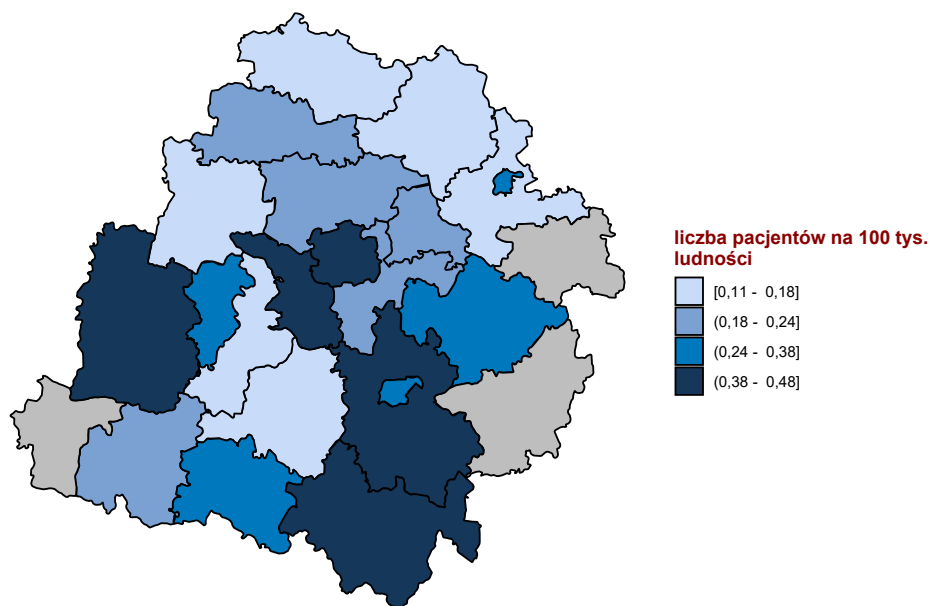 liczba pacjentów na 100 tys.
ludności
[0,11 - 0,18]
(0,18 - 0,24]
(0,24 - 0,38]
(0,38 - 0,48]